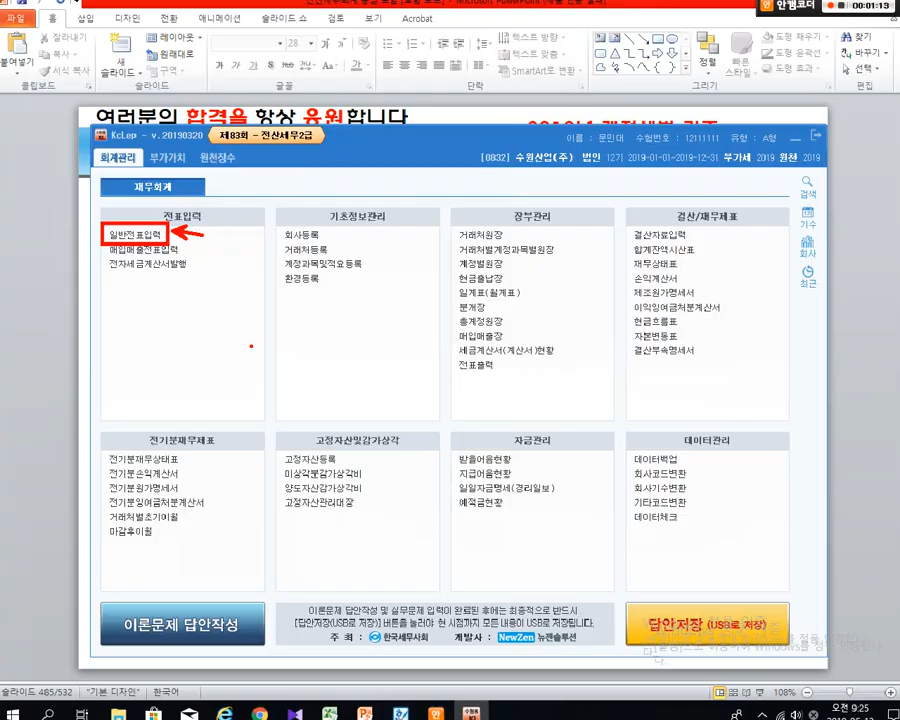 안캠코더
00:01:13
파일 홈 삽입 디자인 전환 애니메이션 슬라이드 쇼 검토 보기 Acrobat
붙여넣기 잘라내기 복사 서식 복사
클립보드
새 슬라이드 레이아웃 원래대로 구역
슬라이드
28
가 가 가 S abc 가 Aa 가
글꼴
텍스트 방향 텍스트 맞춤 SmartArt로 변환
단락
정렬 빠른 스타일 도형 채우기 도형 윤곽선 도형 효과
그리기
찾기 바꾸기 선택
편집
여러분의 합격을 항상 응원합니다
KcLep - v.20190320 제83회 - 전산세무2급
이름 : 문민대 수험번호 : 12111111 유형 : A형
회계관리 부가가치 원천징수
[0832] 수원산업(주) 법인 12기 2019-01-01~2019-12-31 부가세 2019 원천 2019
재무회계
검색
기수
회사
최근
전표입력
일반전표입력
매입매출전표입력
전자세금계산서발행
기초정보관리
회사등록
거래처등록
계정과목및적요등록
환경등록
장부관리
거래처원장
거래처별계정과목별원장
계정별원장
현금출납장
일계표(월계표)
분개장
총계정원장
매입매출장
세금계산서(계산서)현황
전표출력
결산/재무제표
결산자료입력
합계잔액시산표
재무상태표
손익계산서
제조원가명세서
이익잉여금처분계산서
현금흐름표
자본변동표
결산부속명세서
전기분재무제표
전기분재무상태표
전기분손익계산서
전기분원가명세서
전기분잉여금처분계산서
거래처별초기이월
마감후이월
고정자산및감가상각
고정자산등록
미상각분감가상각비
양도자산감가상각비
고정자산관리대장
자금관리
받을어음현황
지급어음현황
일일자금명세(경리일보)
예적금현황
데이터관리
데이터백업
회사코드변환
회사기수변환
기타코드변환
데이터체크
이론문제 답안작성
이론문제 답안작성 및 실무문제 입력이 완료된 후에는 최종적으로 반드시
[답안저장(USB로 저장)] 버튼을 눌러야 현 시점까지 모든 내용이 USB로 저장됩니다.
주 최 : 한국세무사회 개발사 : NewZen 뉴젠솔루션
답안저장 (USB로 저장)
슬라이드 485/532 "기본 디자인" 한국어
108%
오전 9:25